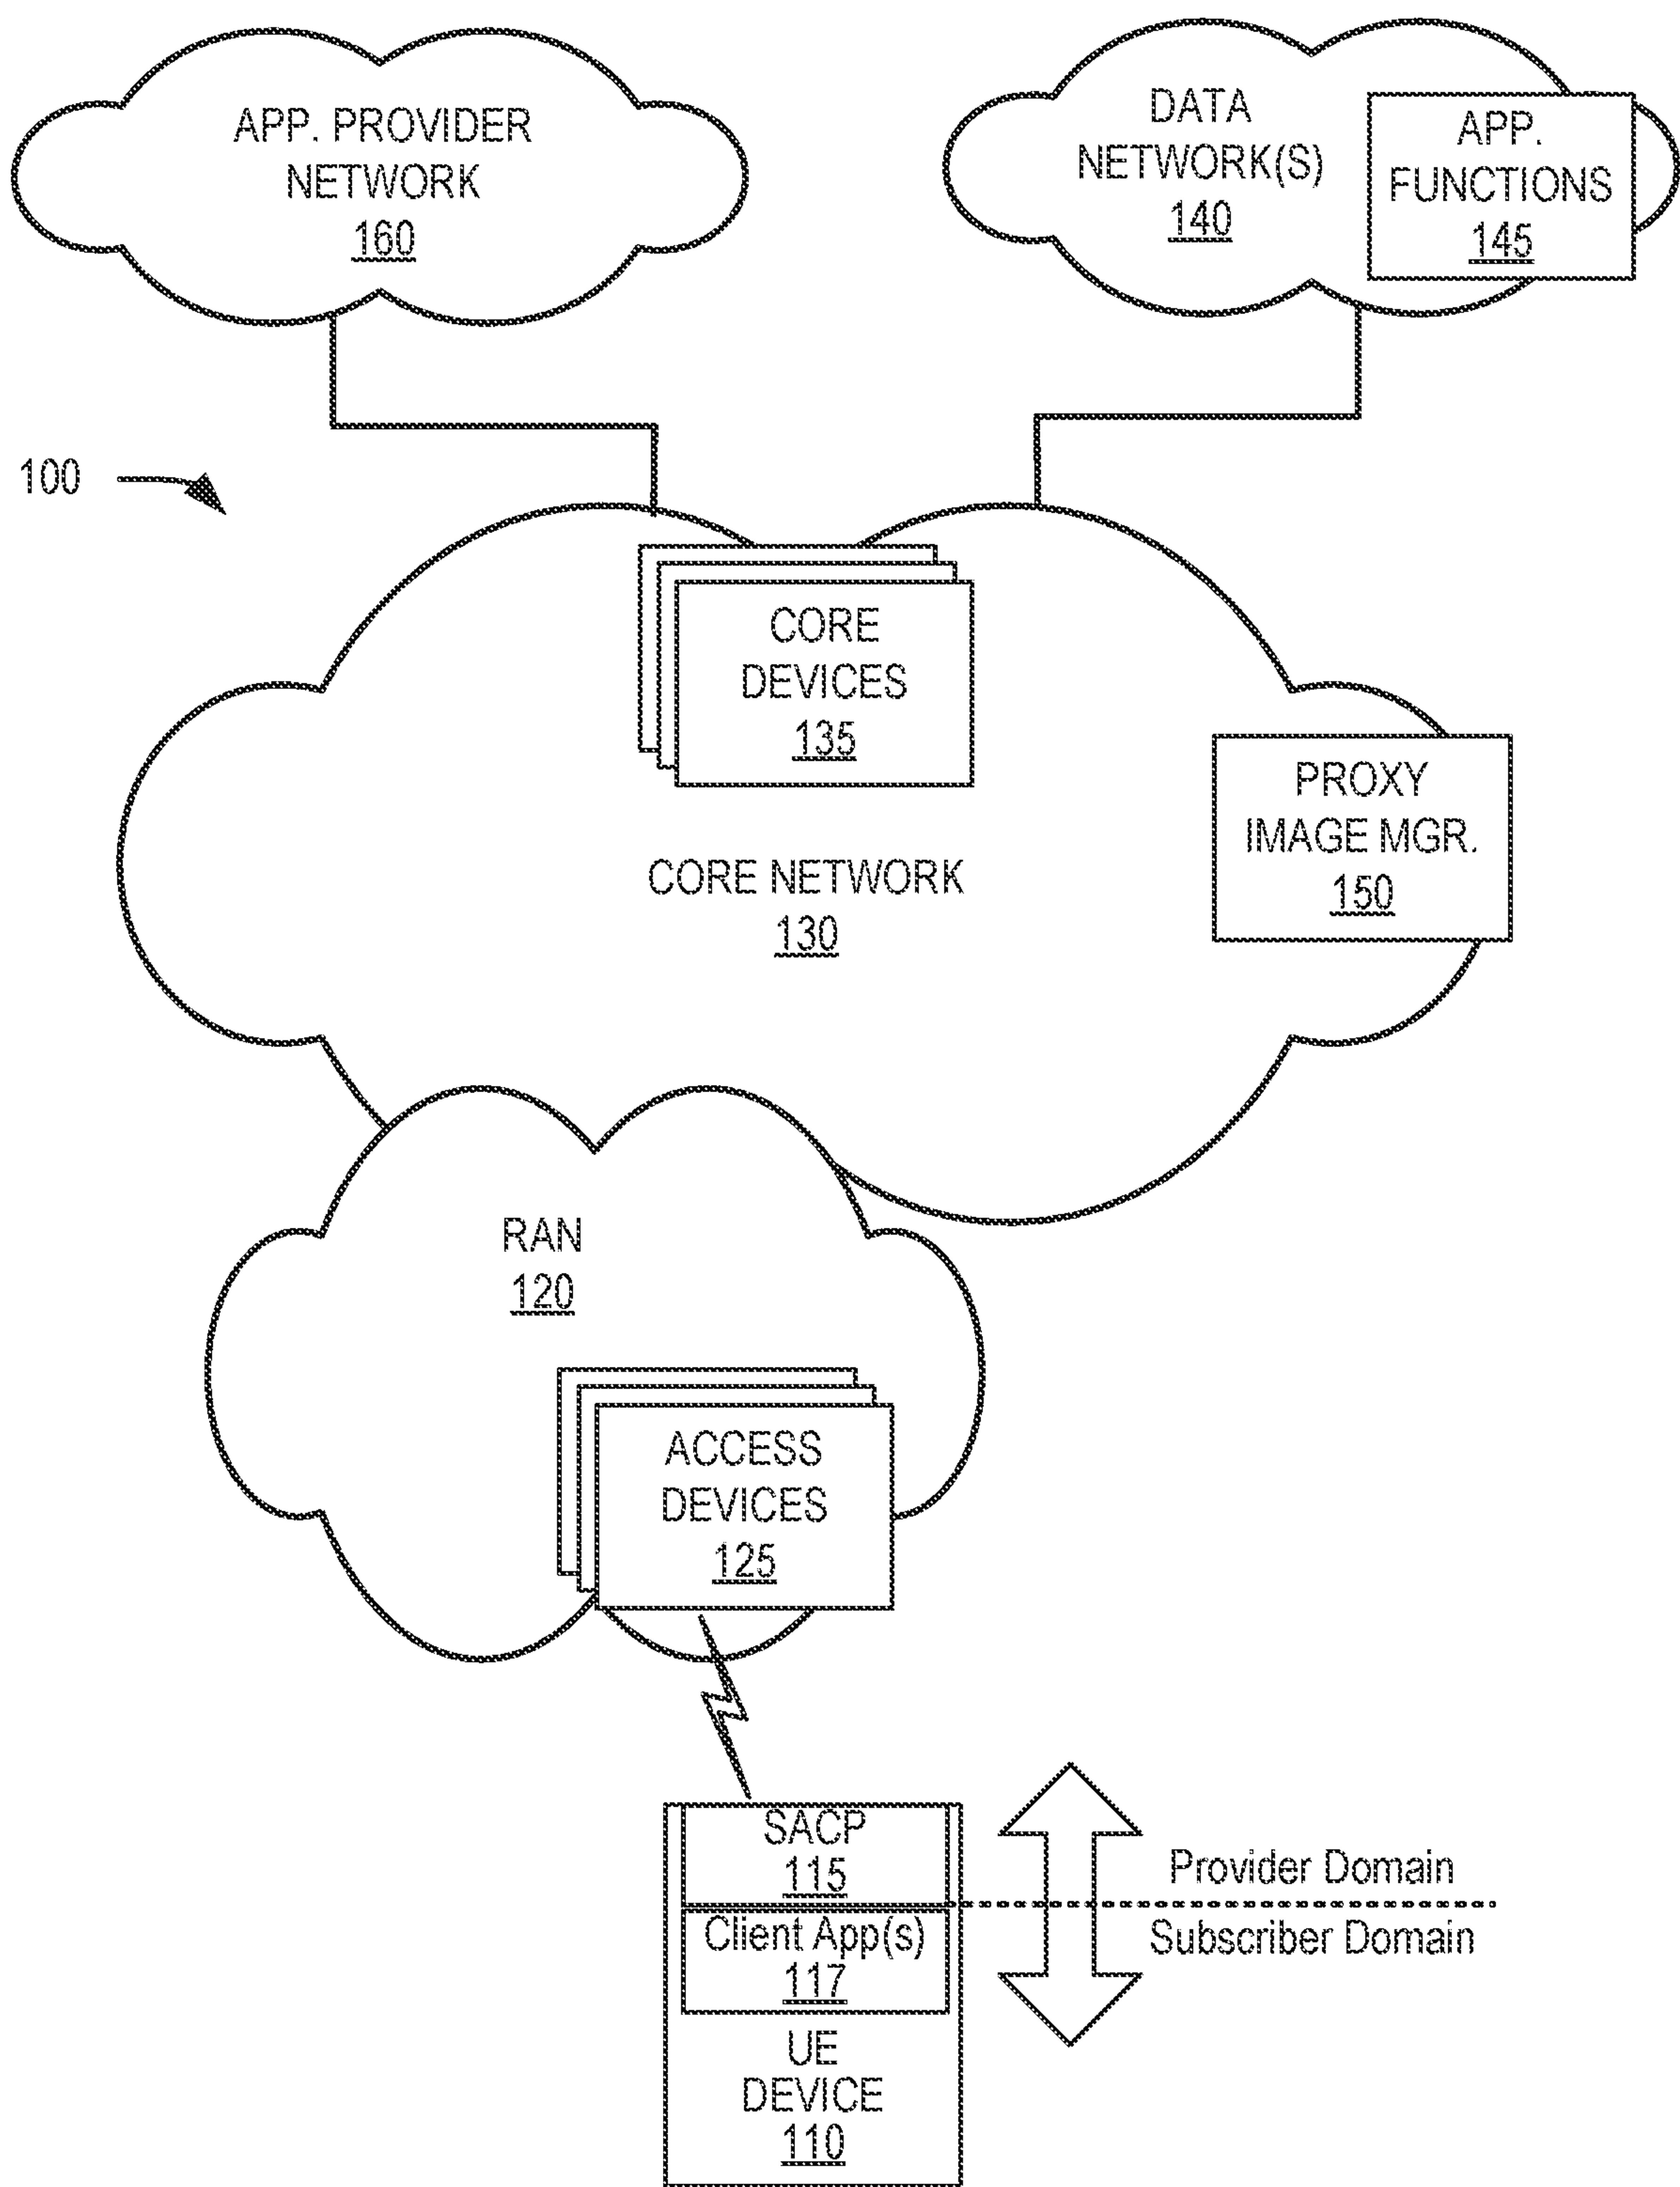 APP. PROVIDER
NETWORK
160
DATA
NETWORK(S)
140
APP.
FUNCTIONS
145
100
CORE
DEVICES
135
PROXY
IMAGE MGR.
150
CORE NETWORK
130
RAN
120
ACCESS
DEVICES
125
SACP
115
Provider Domain
Client App(s)
117
Subscriber Domain
UE
DEVICE
110